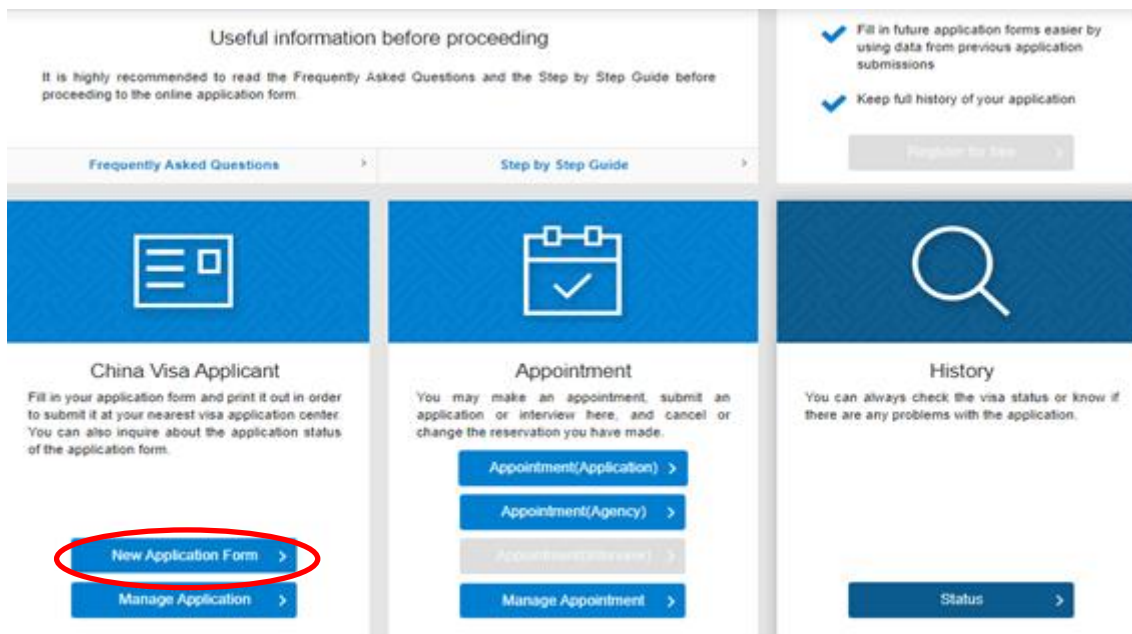 Useful information before proceeding
It is highly recommended to read the Frequently Asked Questions and the Step by Step Guide before
proceeding to the online application form.
Frequently Asked Questions
Step by Step Guide
Fill in future application forms easier by
using data from previous application
submissions
Keep full history of your application
Register for free
China Visa Applicant
Fill in your application form and print it out in order
to submit it at your nearest visa application center.
You can also inquire about the application status
of the application form.
New Application Form
Manage Application
Appointment
You may make an appointment, submit an
application or interview here, and cancel or
change the reservation you have made.
Appointment(Application)
Appointment(Agency)
Appointment(Interview)
Manage Appointment
History
You can always check the visa status or know if
there are any problems with the application.
Status